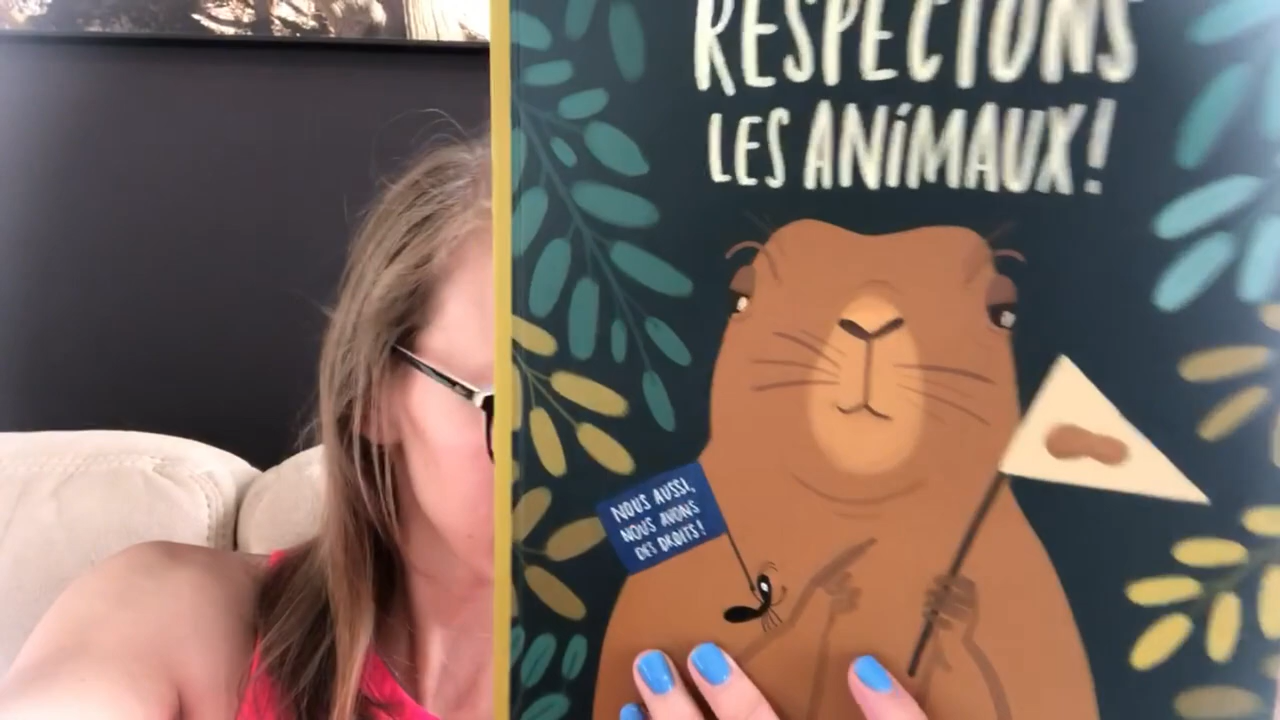 RESPECTONS
LES ANiMAUX!
NOUS AUSSI,
NOUS AVONS
DES DROITS!